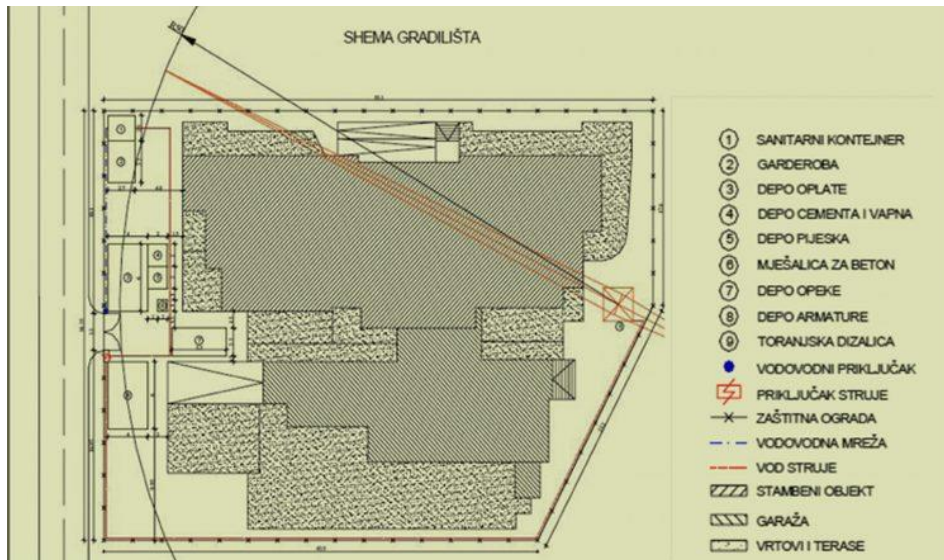 SHEMA GRADILIŠTA
R50
1 SANITARNI KONTEJNER
2 GARDEROBA
3 DEPO OPLATE
4 DEPO CEMENTA I VAPNA
5 DEPO PIJESKA
6 MJEŠALICA ZA BETON
7 DEPO OPEKE
8 DEPO ARMATURE
9 TORANJSKA DIZALICA
VODOVODNI PRIKLJUČAK
PRIKLJUČAK STRUJE
ZAŠTITNA OGRADA
VODOVODNA MREŽA
VOD STRUJE
STAMBENI OBJEKT
GARAŽA
VRTOVI I TERASE